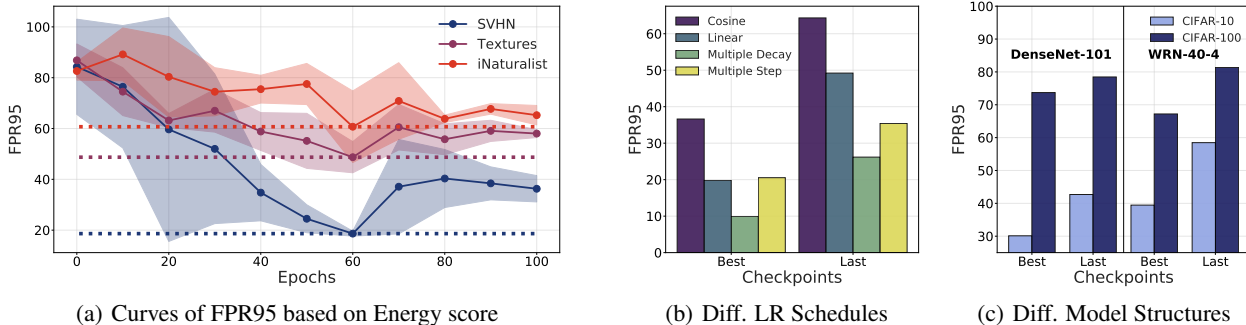 100
80
60
40
20
FPR95
0
20
40
60
80
100
Epochs
SVHN
Textures
iNaturalist
(a) Curves of FPR95 based on Energy score
60
50
40
30
20
10
0
FPR95
Cosine
Linear
Multiple Decay
Multiple Step
Best
Last
Checkpoints
(b) Diff. LR Schedules
100
90
80
70
60
50
40
30
FPR95
CIFAR-10
CIFAR-100
DenseNet-101
WRN-40-4
Best
Last
Best
Last
Checkpoints
(c) Diff. Model Structures